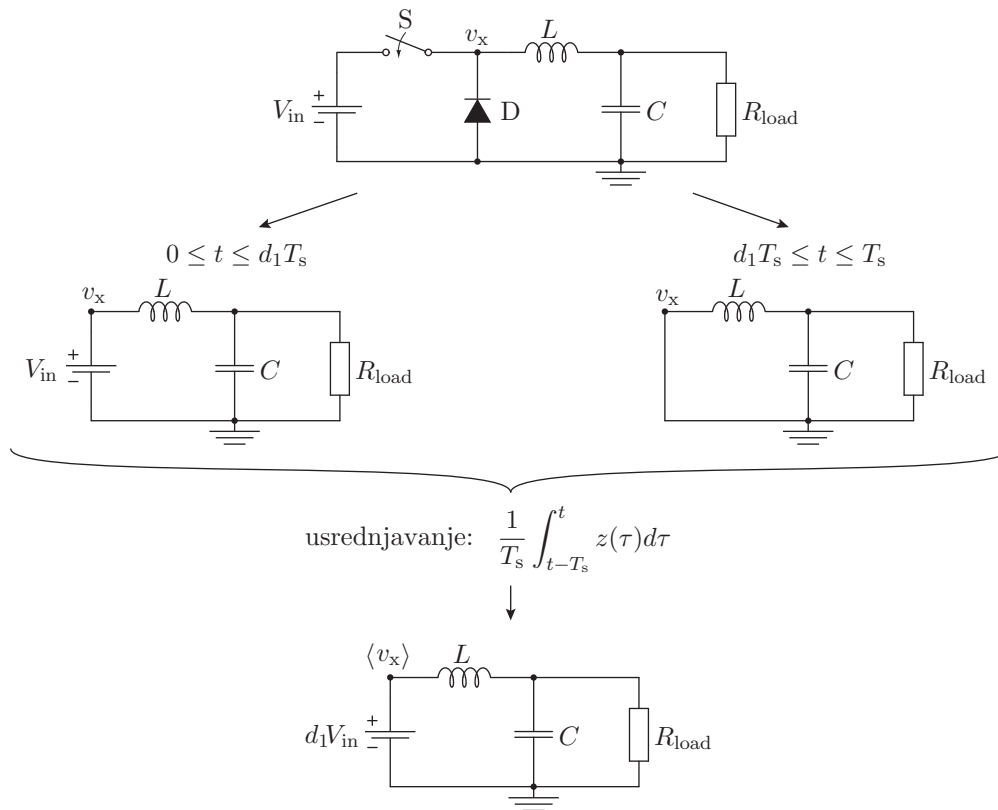 S
v_x L
V_in + − D C R_load
0 ≤ t ≤ d_1T_s d_1T_s ≤ t ≤ T_s
v_x L v_x L
V_in + − C R_load C R_load
usrednjavanje: 1/T_s ∫_{t−T_s}^{t} z(τ)dτ
⟨v_x⟩ L
d_1V_in + − C R_load